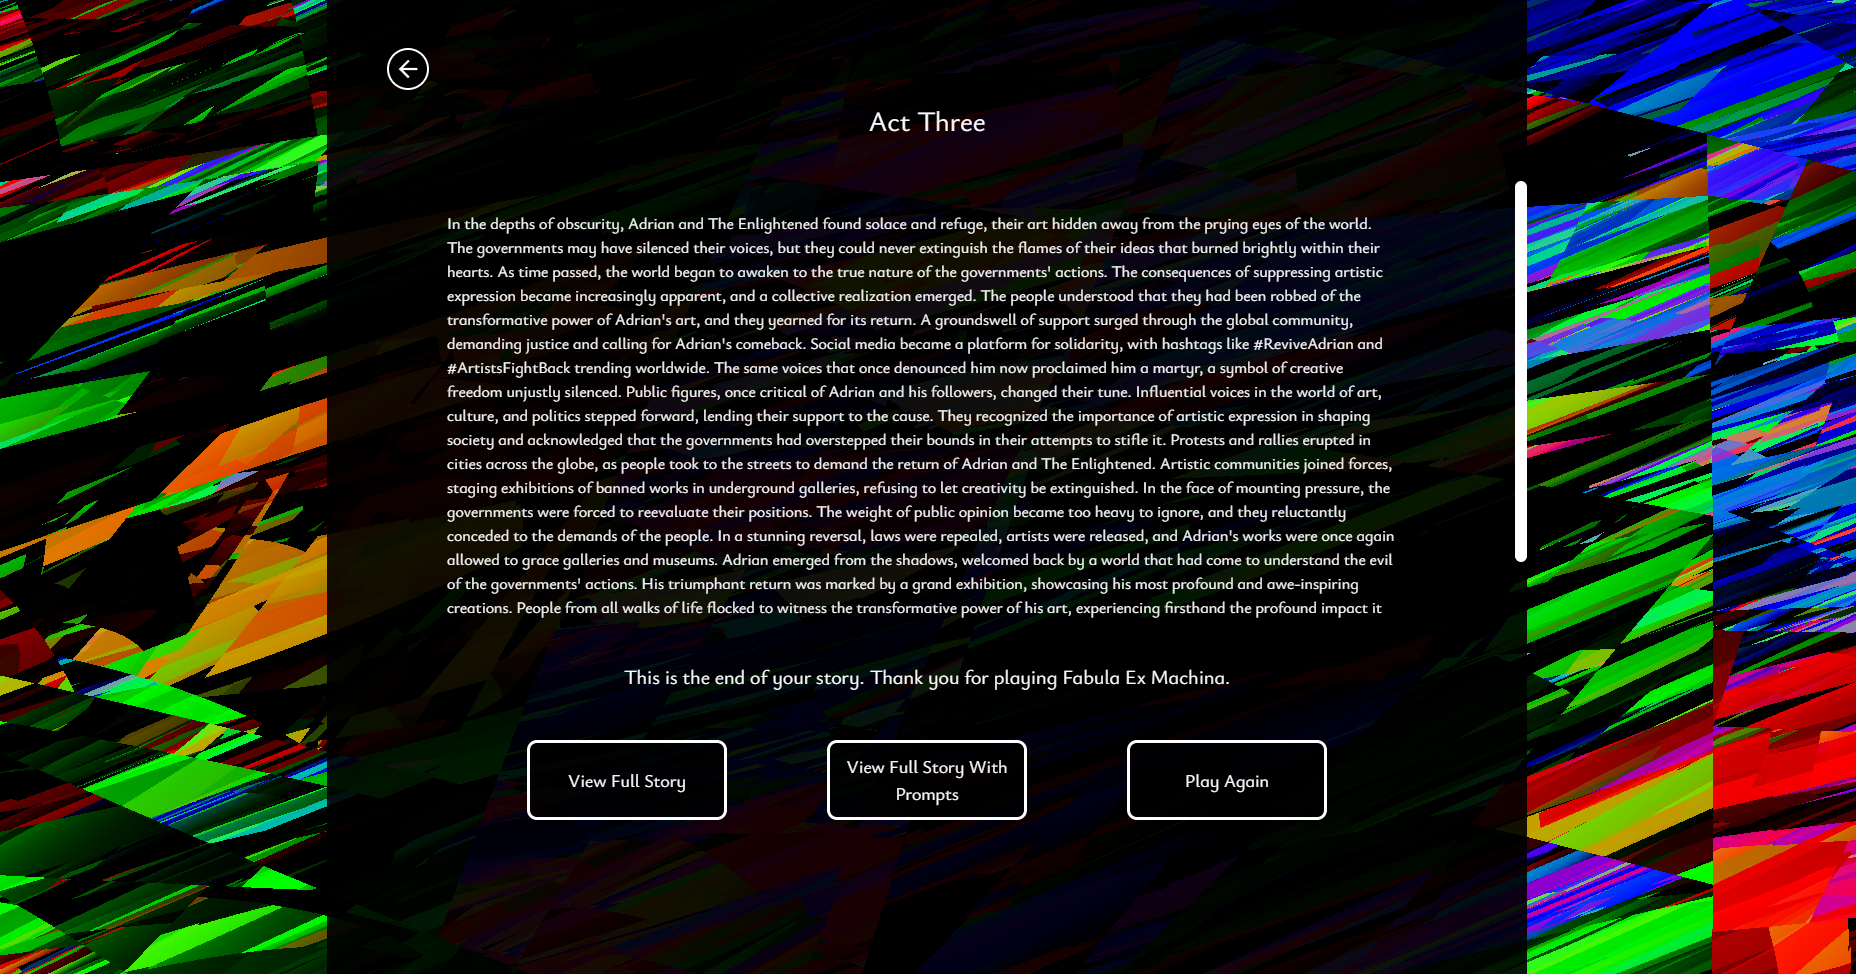 Act Three
In the depths of obscurity, Adrian and The Enlightened found solace and refuge, their art hidden away from the prying eyes of the world.
The governments may have silenced their voices, but they could never extinguish the flames of their ideas that burned brightly within their
hearts. As time passed, the world began to awaken to the true nature of the governments' actions. The consequences of suppressing artistic
expression became increasingly apparent, and a collective realization emerged. The people understood that they had been robbed of the
transformative power of Adrian's art, and they yearned for its return. A groundswell of support surged through the global community,
demanding justice and calling for Adrian's comeback. Social media became a platform for solidarity, with hashtags like #ReviveAdrian and
#ArtistsFightBack trending worldwide. The same voices that once denounced him now proclaimed him a martyr, a symbol of creative
freedom unjustly silenced. Public figures, once critical of Adrian and his followers, changed their tune. Influential voices in the world of art,
culture, and politics stepped forward, lending their support to the cause. They recognized the importance of artistic expression in shaping
society and acknowledged that the governments had overstepped their bounds in their attempts to stifle it. Protests and rallies erupted in
cities across the globe, as people took to the streets to demand the return of Adrian and The Enlightened. Artistic communities joined forces,
staging exhibitions of banned works in underground galleries, refusing to let creativity be extinguished. In the face of mounting pressure, the
governments were forced to reevaluate their positions. The weight of public opinion became too heavy to ignore, and they reluctantly
conceded to the demands of the people. In a stunning reversal, laws were repealed, artists were released, and Adrian's works were once again
allowed to grace galleries and museums. Adrian emerged from the shadows, welcomed back by a world that had come to understand the evil
of the governments' actions. His triumphant return was marked by a grand exhibition, showcasing his most profound and awe-inspiring
creations. People from all walks of life flocked to witness the transformative power of his art, experiencing firsthand the profound impact it
This is the end of your story. Thank you for playing Fabula Ex Machina.
View Full Story
View Full Story With
Prompts
Play Again